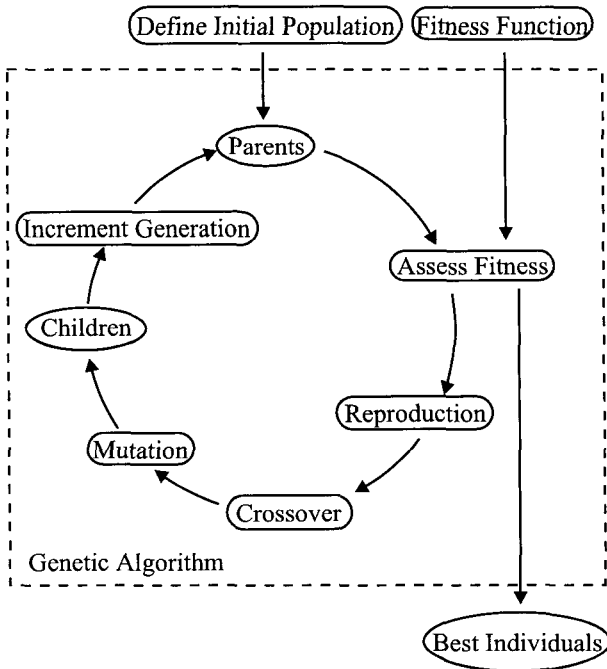 Define Initial Population
Fitness Function
Parents
Increment Generation
Assess Fitness
Children
Reproduction
Mutation
Crossover
Genetic Algorithm
Best Individuals